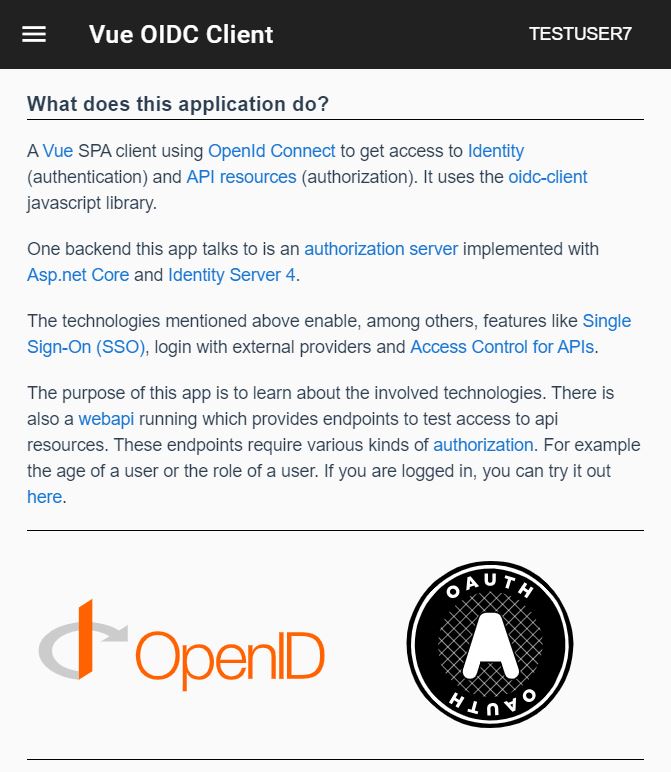 Vue OIDC Client
TESTUSER7
What does this application do?
A Vue SPA client using OpenId Connect to get access to Identity
(authentication) and API resources (authorization). It uses the oidc-client
javascript library.
One backend this app talks to is an authorization server implemented with
Asp.net Core and Identity Server 4.
The technologies mentioned above enable, among others, features like Single
Sign-On (SSO), login with external providers and Access Control for APIs.
The purpose of this app is to learn about the involved technologies. There is
also a webapi running which provides endpoints to test access to api
resources. These endpoints require various kinds of authorization. For example
the age of a user or the role of a user. If you are logged in, you can try it out
here.
OpenID
OAUTH
A
OAUTH